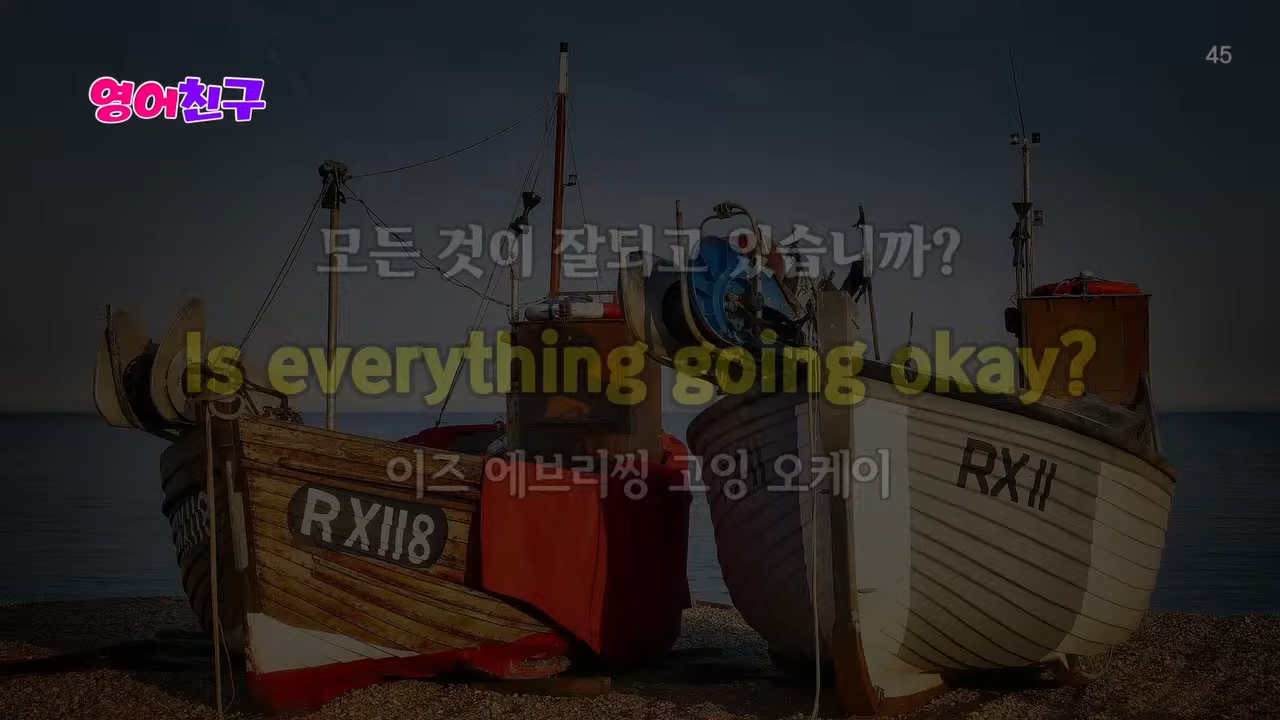 45
영어친구
모든 것이 잘되고 있습니까?
Is everything going okay?
이즈 에브리씽 고잉 오케이
RX118
RX11